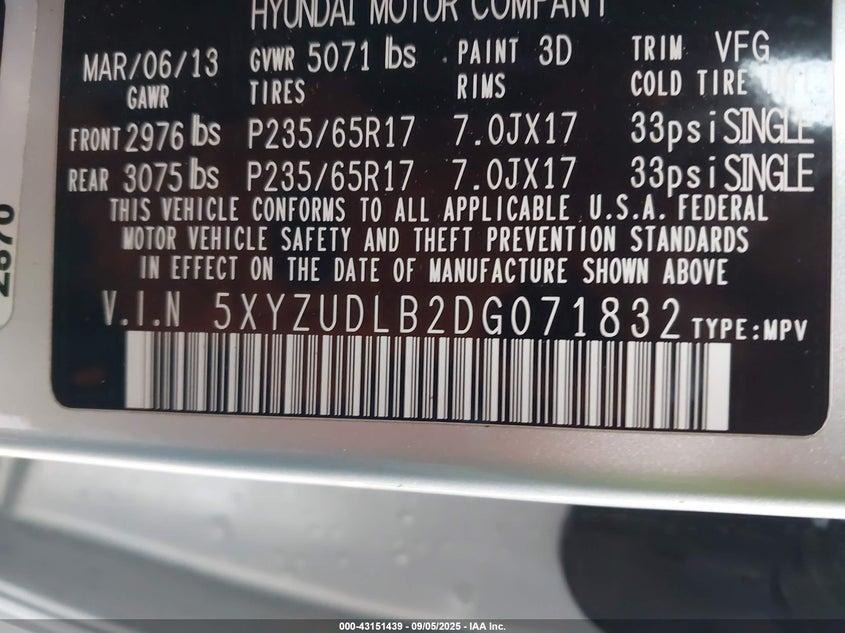 HYUNDAI MOTOR COMPANY
MAR/06/13 GVWR 5071 lbs PAINT 3D TRIM VFG
GAWR TIRES RIMS COLD TIRE
FRONT 2976 lbs P235/65R17 7.0JX17 33psi SINGLE
REAR 3075 lbs P235/65R17 7.0JX17 33psi SINGLE
THIS VEHICLE CONFORMS TO ALL APPLICABLE U.S.A. FEDERAL
MOTOR VEHICLE SAFETY AND THEFT PREVENTION STANDARDS
IN EFFECT ON THE DATE OF MANUFACTURE SHOWN ABOVE
V.I.N 5XYZUDLB2DG071832 TYPE:MPV
000-43151439 - 09/05/2025 - IAA Inc.